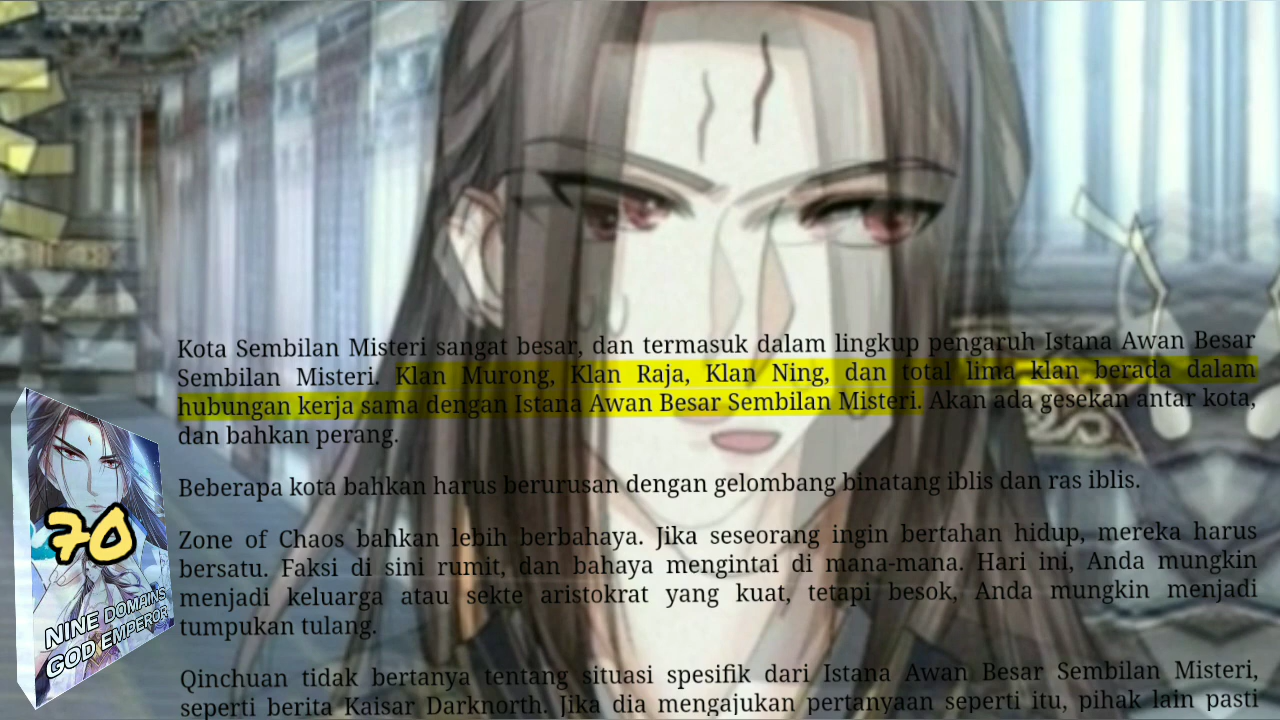 Kota Sembilan Misteri sangat besar, dan termasuk dalam lingkup pengaruh Istana Awan Besar
Sembilan Misteri. Klan Murong, Klan Raja, Klan Ning, dan total lima klan berada dalam
hubungan kerja sama dengan Istana Awan Besar Sembilan Misteri. Akan ada gesekan antar kota,
dan bahkan perang.
Beberapa kota bahkan harus berurusan dengan gelombang binatang iblis dan ras iblis.
Zone of Chaos bahkan lebih berbahaya. Jika seseorang ingin bertahan hidup, mereka harus
bersatu. Faksi di sini rumit, dan bahaya mengintai di mana-mana. Hari ini, Anda mungkin
menjadi keluarga atau sekte aristokrat yang kuat, tetapi besok, Anda mungkin menjadi
tumpukan tulang.
Qinchuan tidak bertanya tentang situasi spesifik dari Istana Awan Besar Sembilan Misteri,
seperti berita Kaisar Darknorth. Jika dia mengajukan pertanyaan seperti itu, pihak lain pasti
70
NINE DOMAINS
GOD EMPEROR